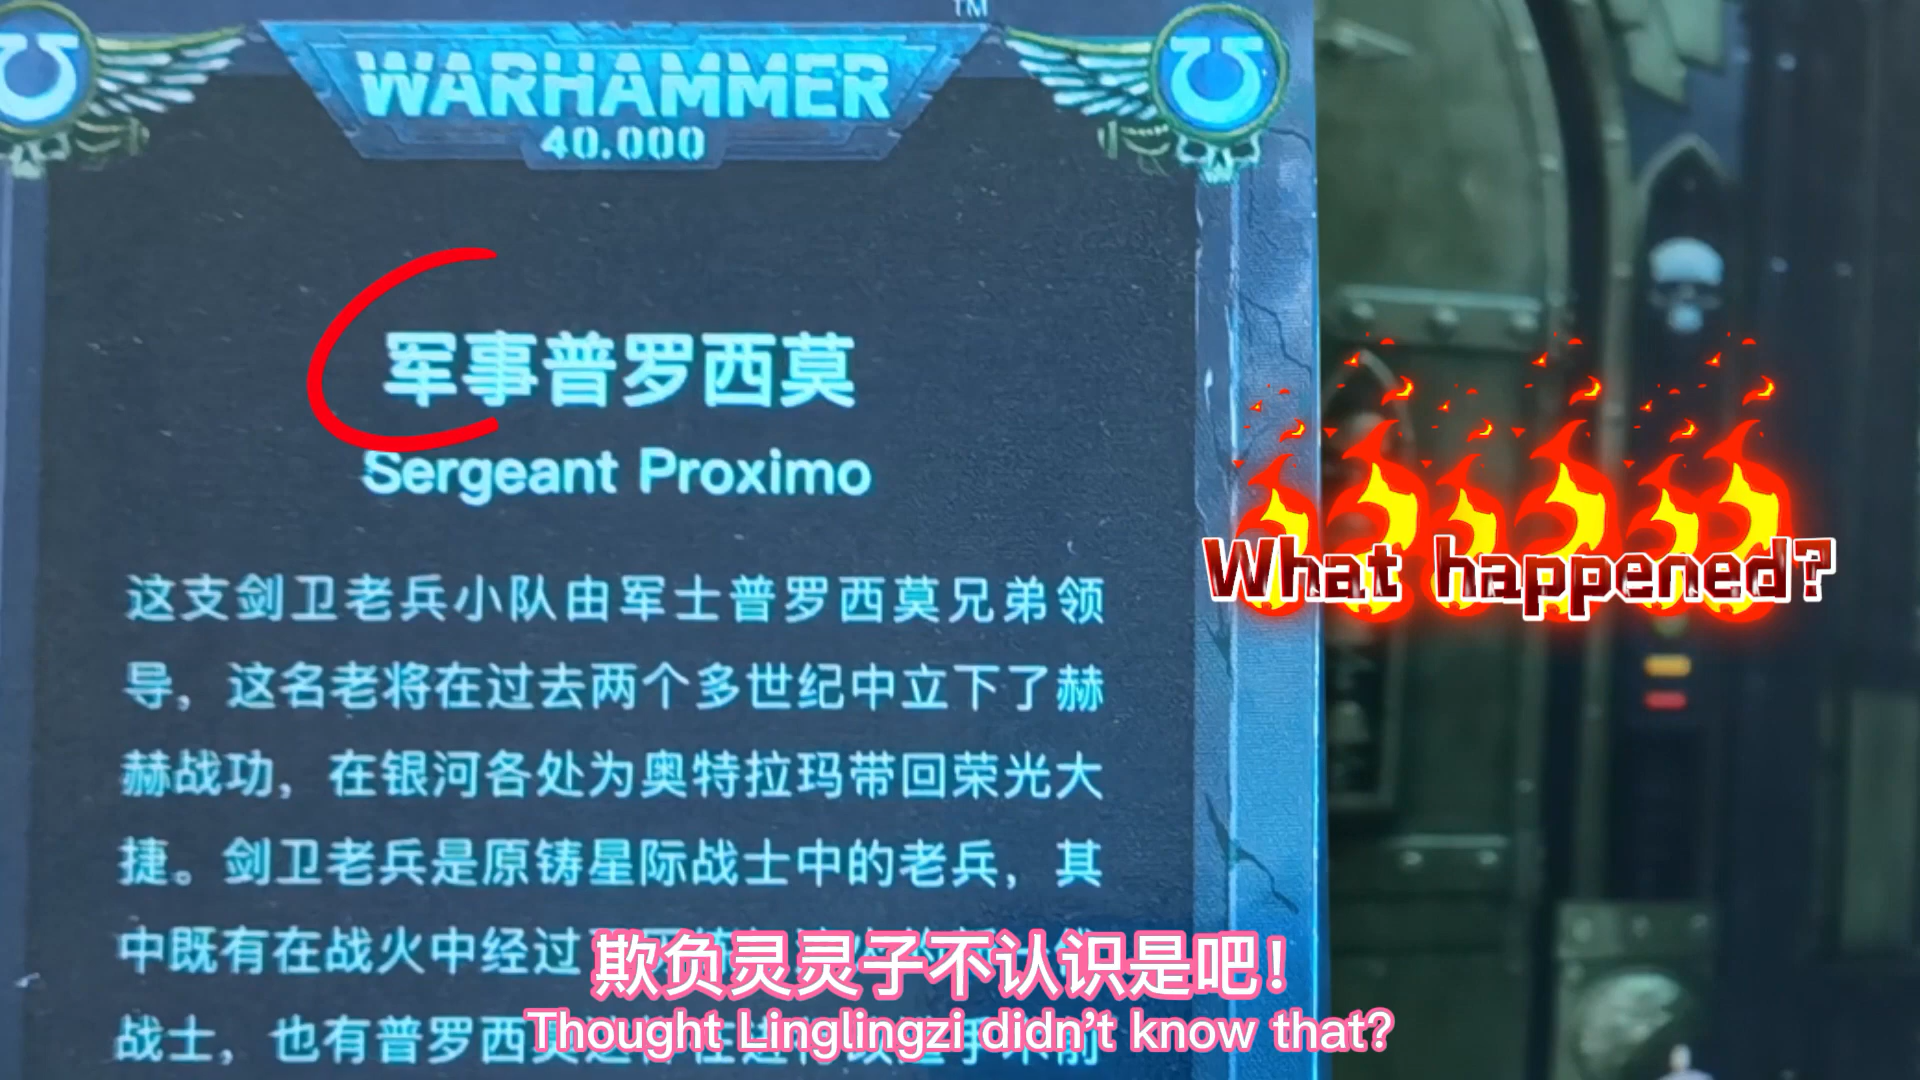 TM
WARHAMMER
40.000
军事普罗西莫
Sergeant Proximo
这支剑卫老兵小队由军士普罗西莫兄弟领
导，这名老将在过去两个多世纪中立下了赫
赫战功，在银河各处为奥特拉玛带回荣光大
捷。剑卫老兵是原铸星际战士中的老兵，其
中既有在战火中经过
战士，也有普罗西莫
前
What happened?
欺负灵灵子不认识是吧！
Thought Linglingzi didn't know that?